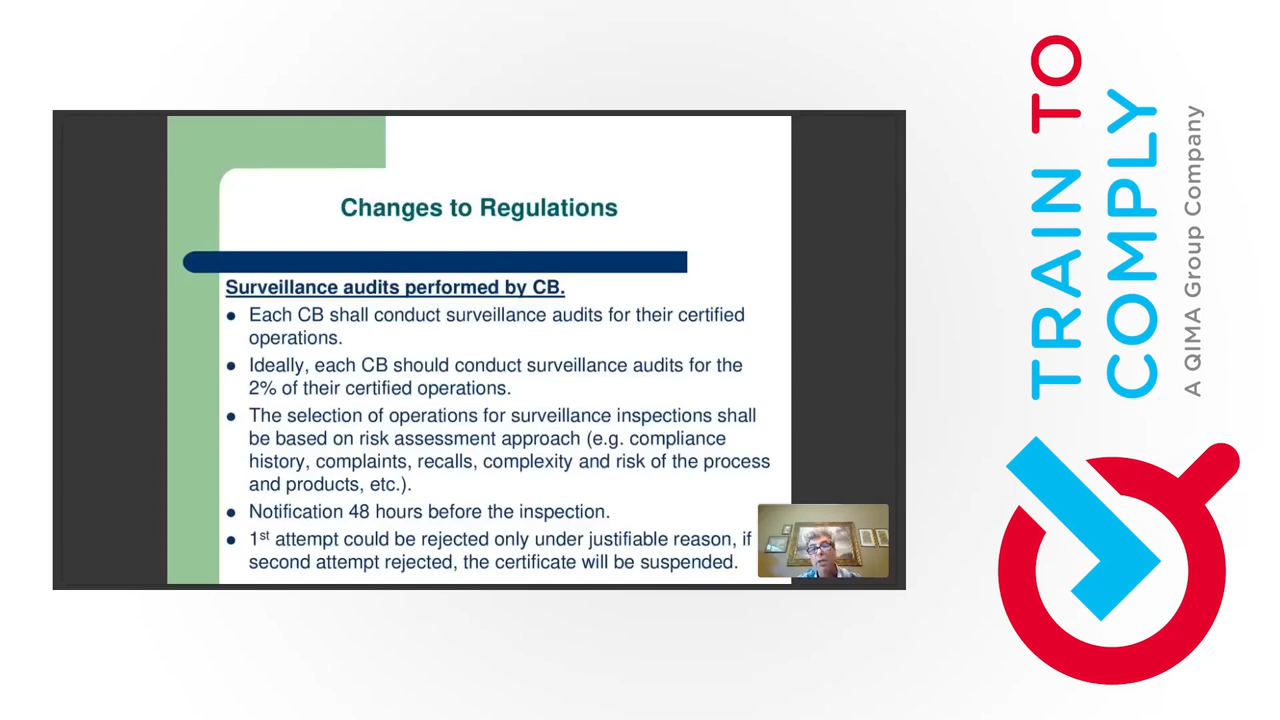 Changes to Regulations
Surveillance audits performed by CB.
● Each CB shall conduct surveillance audits for their certified
operations.
● Ideally, each CB should conduct surveillance audits for the
2% of their certified operations.
● The selection of operations for surveillance inspections shall
be based on risk assessment approach (e.g. compliance
history, complaints, recalls, complexity and risk of the process
and products, etc.).
● Notification 48 hours before the inspection.
● 1st attempt could be rejected only under justifiable reason, if
second attempt rejected, the certificate will be suspended.
TRAIN TO
COMPLY
A QIMA Group Company